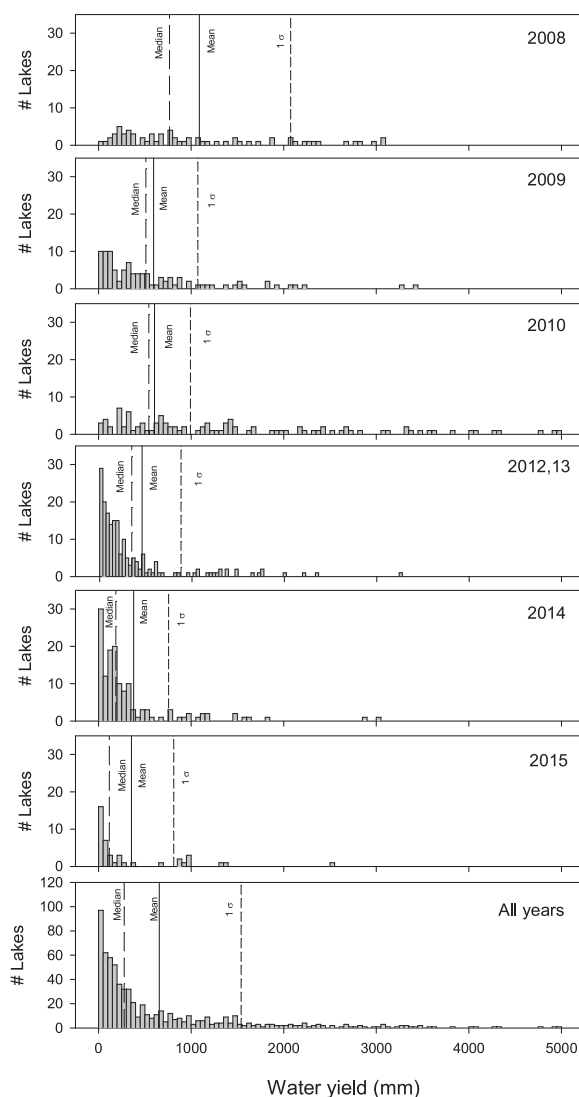 # Lakes
30
20
10
0
Median
Mean
1 σ
2008
# Lakes
30
20
10
0
Median
Mean
1 σ
2009
# Lakes
30
20
10
0
Median
Mean
1 σ
2010
# Lakes
30
20
10
0
Median
Mean
1 σ
2012,13
# Lakes
30
20
10
0
Median
Mean
1 σ
2014
# Lakes
30
20
10
0
Median
Mean
1 σ
2015
# Lakes
120
100
80
60
40
20
0
Median
Mean
1 σ
All years
0 1000 2000 3000 4000 5000
Water yield (mm)